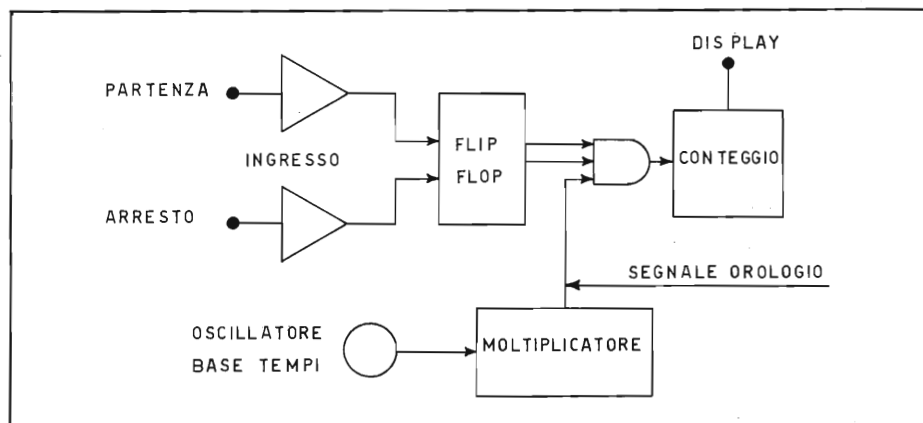 DISPLAY
PARTENZA
INGRESSO
FLIP
FLOP
CONTEGGIO
ARRESTO
SEGNALE OROLOGIO
OSCILLATORE
BASE TEMPI
MOLTIPLICATORE